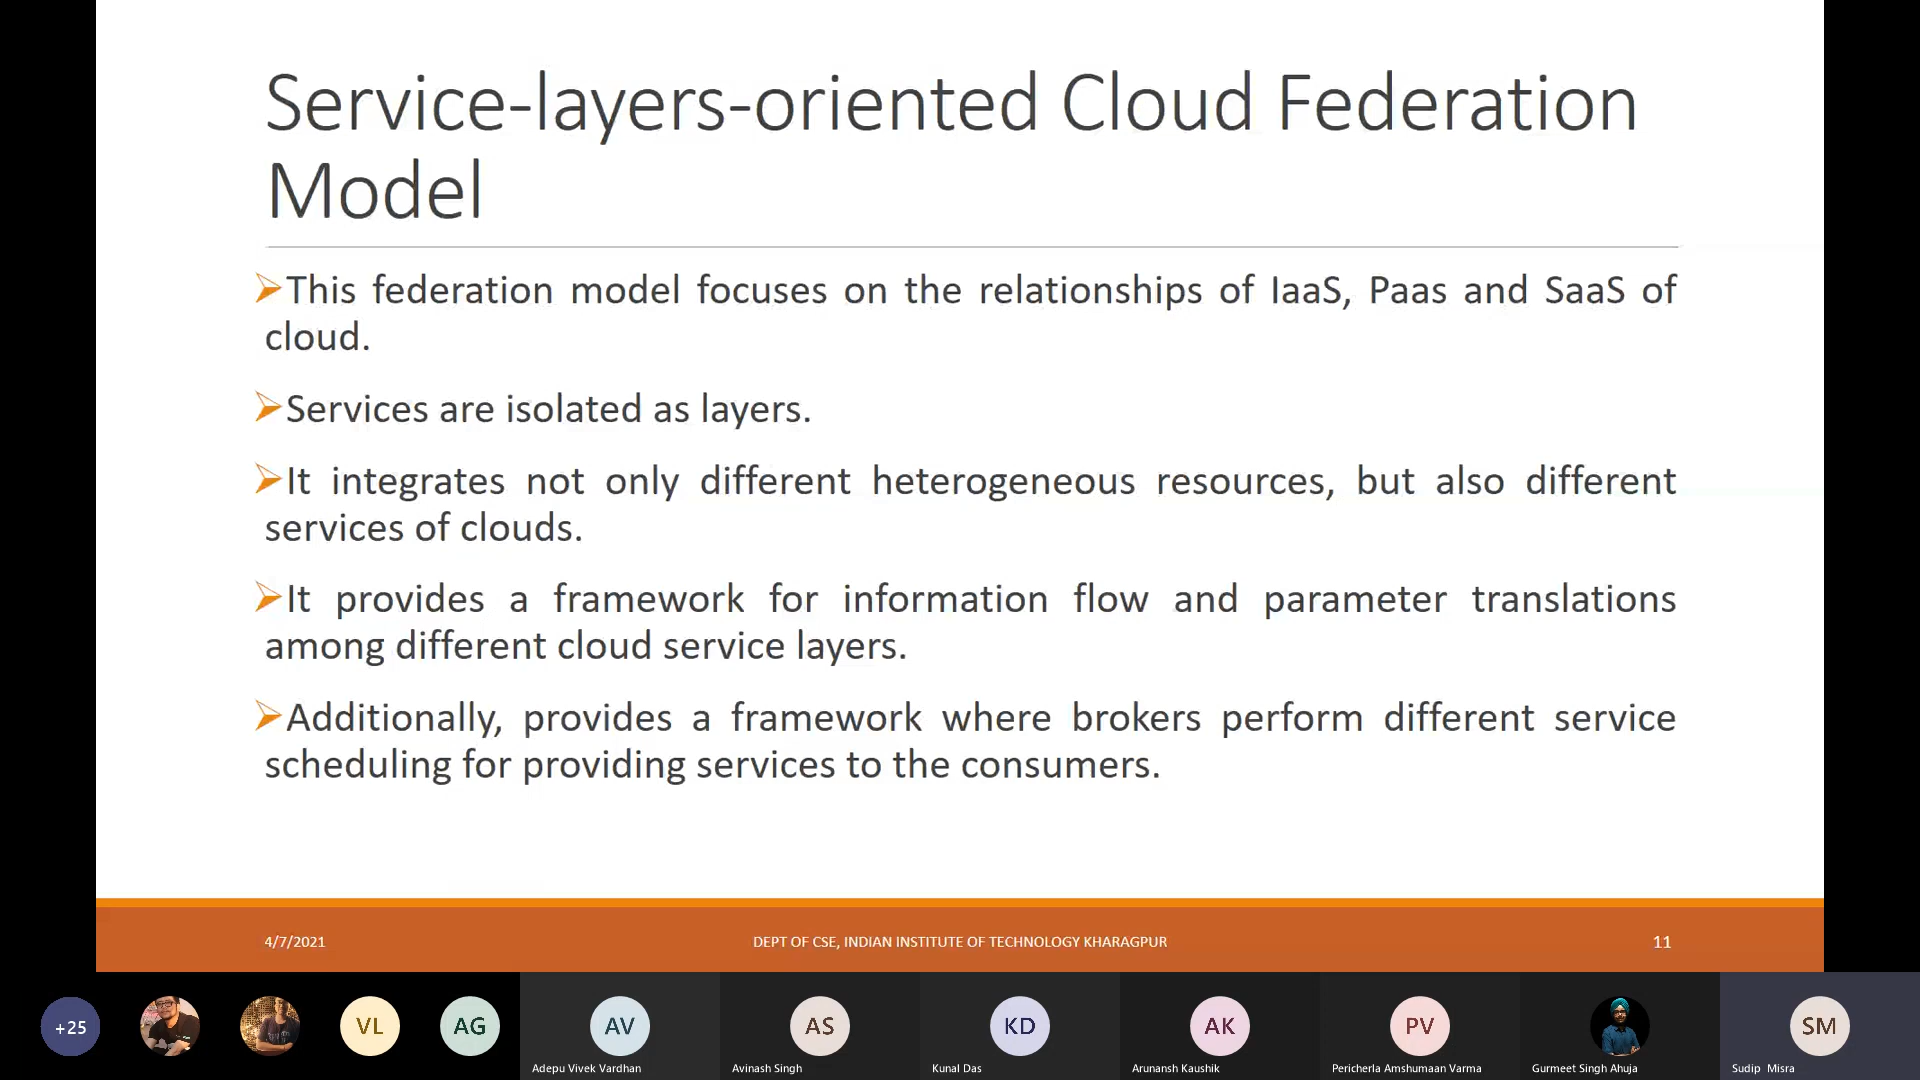 Service-layers-oriented Cloud Federation
Model
This federation model focuses on the relationships of IaaS, Paas and SaaS of
cloud.
Services are isolated as layers.
It integrates not only different heterogeneous resources, but also different
services of clouds.
It provides a framework for information flow and parameter translations
among different cloud service layers.
Additionally, provides a framework where brokers perform different service
scheduling for providing services to the consumers.
4/7/2021 DEPT OF CSE, INDIAN INSTITUTE OF TECHNOLOGY KHARAGPUR 11
+25 VL AG AV AS KD AK PV SM
Adepu Vivek Vardhan Avinash Singh Kunal Das Arunansh Kaushik Pericherla Amshumaan Varma Gurmeet Singh Ahuja Sudip Misra